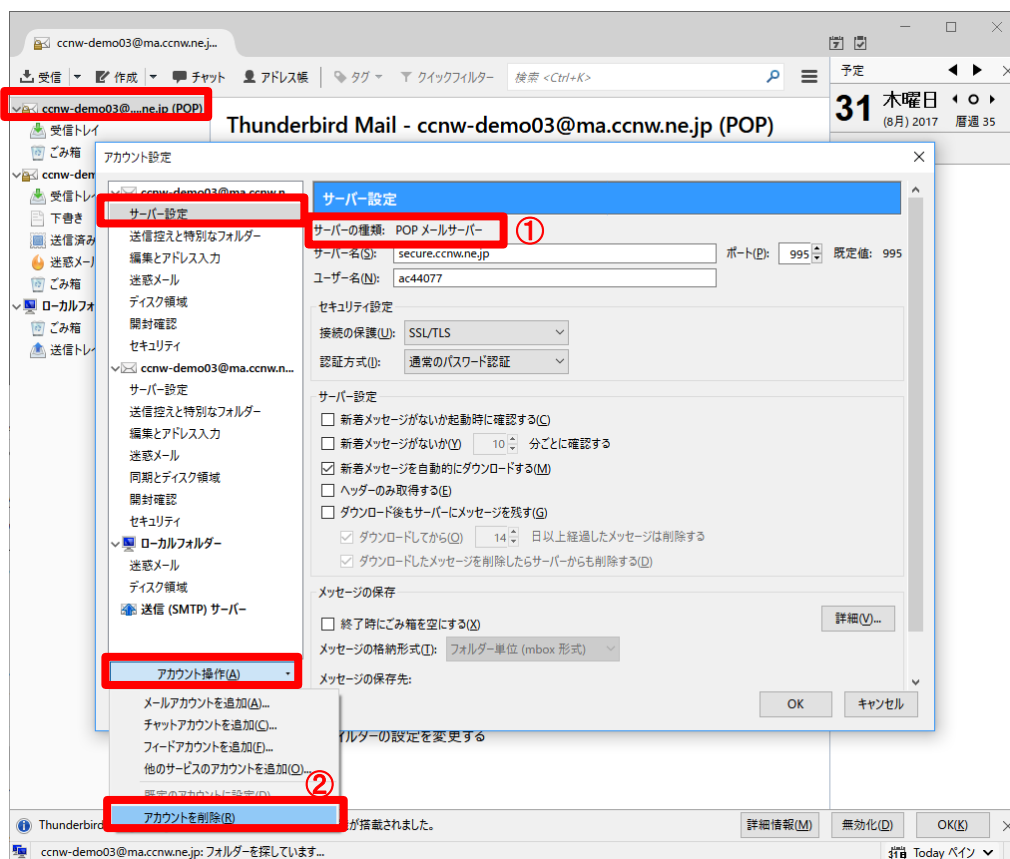 ccnw-demo03@ma.ccnw.ne.j...
受信 作成 チャット アドレス帳 タグ クイックフィルター 検索 <Ctrl+K>
予定
31 木曜日
(8月) 2017 暦週 35
ccnw-demo03@....ne.jp (POP)
受信トレイ
ごみ箱
ccnw-dem
受信トレ
下書き
送信済み
迷惑メー
ごみ箱
ローカルフォ
ごみ箱
送信トレ
Thunderbird Mail - ccnw-demo03@ma.ccnw.ne.jp (POP)
アカウント設定
ccnw-demo03@ma.ccnw.n...
サーバー設定
送信控えと特別なフォルダー
編集とアドレス入力
迷惑メール
ディスク領域
開封確認
セキュリティ
ccnw-demo03@ma.ccnw.n...
サーバー設定
送信控えと特別なフォルダー
編集とアドレス入力
迷惑メール
同期とディスク領域
開封確認
セキュリティ
ローカルフォルダー
迷惑メール
ディスク領域
送信 (SMTP) サーバー
アカウント操作(A)
メールアカウントを追加(A)...
チャットアカウントを追加(C)...
フィードアカウントを追加(F)...
他のサービスのアカウントを追加(O)...
既定のアカウントに設定(D)
②
アカウントを削除(R)
サーバー設定
サーバーの種類: POP メールサーバー ①
サーバー名(S): secure.ccnw.ne.jp ポート(P): 995 既定値: 995
ユーザー名(N): ac44077
セキュリティ設定
接続の保護(U): SSL/TLS
認証方式(I): 通常のパスワード認証
サーバー設定
新着メッセージがないか起動時に確認する(C)
新着メッセージがないか(Y) 10 分ごとに確認する
新着メッセージを自動的にダウンロードする(M)
ヘッダーのみ取得する(E)
ダウンロード後もサーバーにメッセージを残す(G)
ダウンロードしてから(O) 14 日以上経過したメッセージは削除する
ダウンロードしたメッセージを削除したらサーバーからも削除する(D)
メッセージの保存
終了時にごみ箱を空にする(X) 詳細(V)...
メッセージの格納形式(T): フォルダー単位 (mbox 形式)
メッセージの保存先:
OK キャンセル
ィルターの設定を変更する
Thunderbird が搭載されました。 詳細情報(M) 無効化(D) OK(K)
ccnw-demo03@ma.ccnw.ne.jp: フォルダーを探しています... Today ペイン